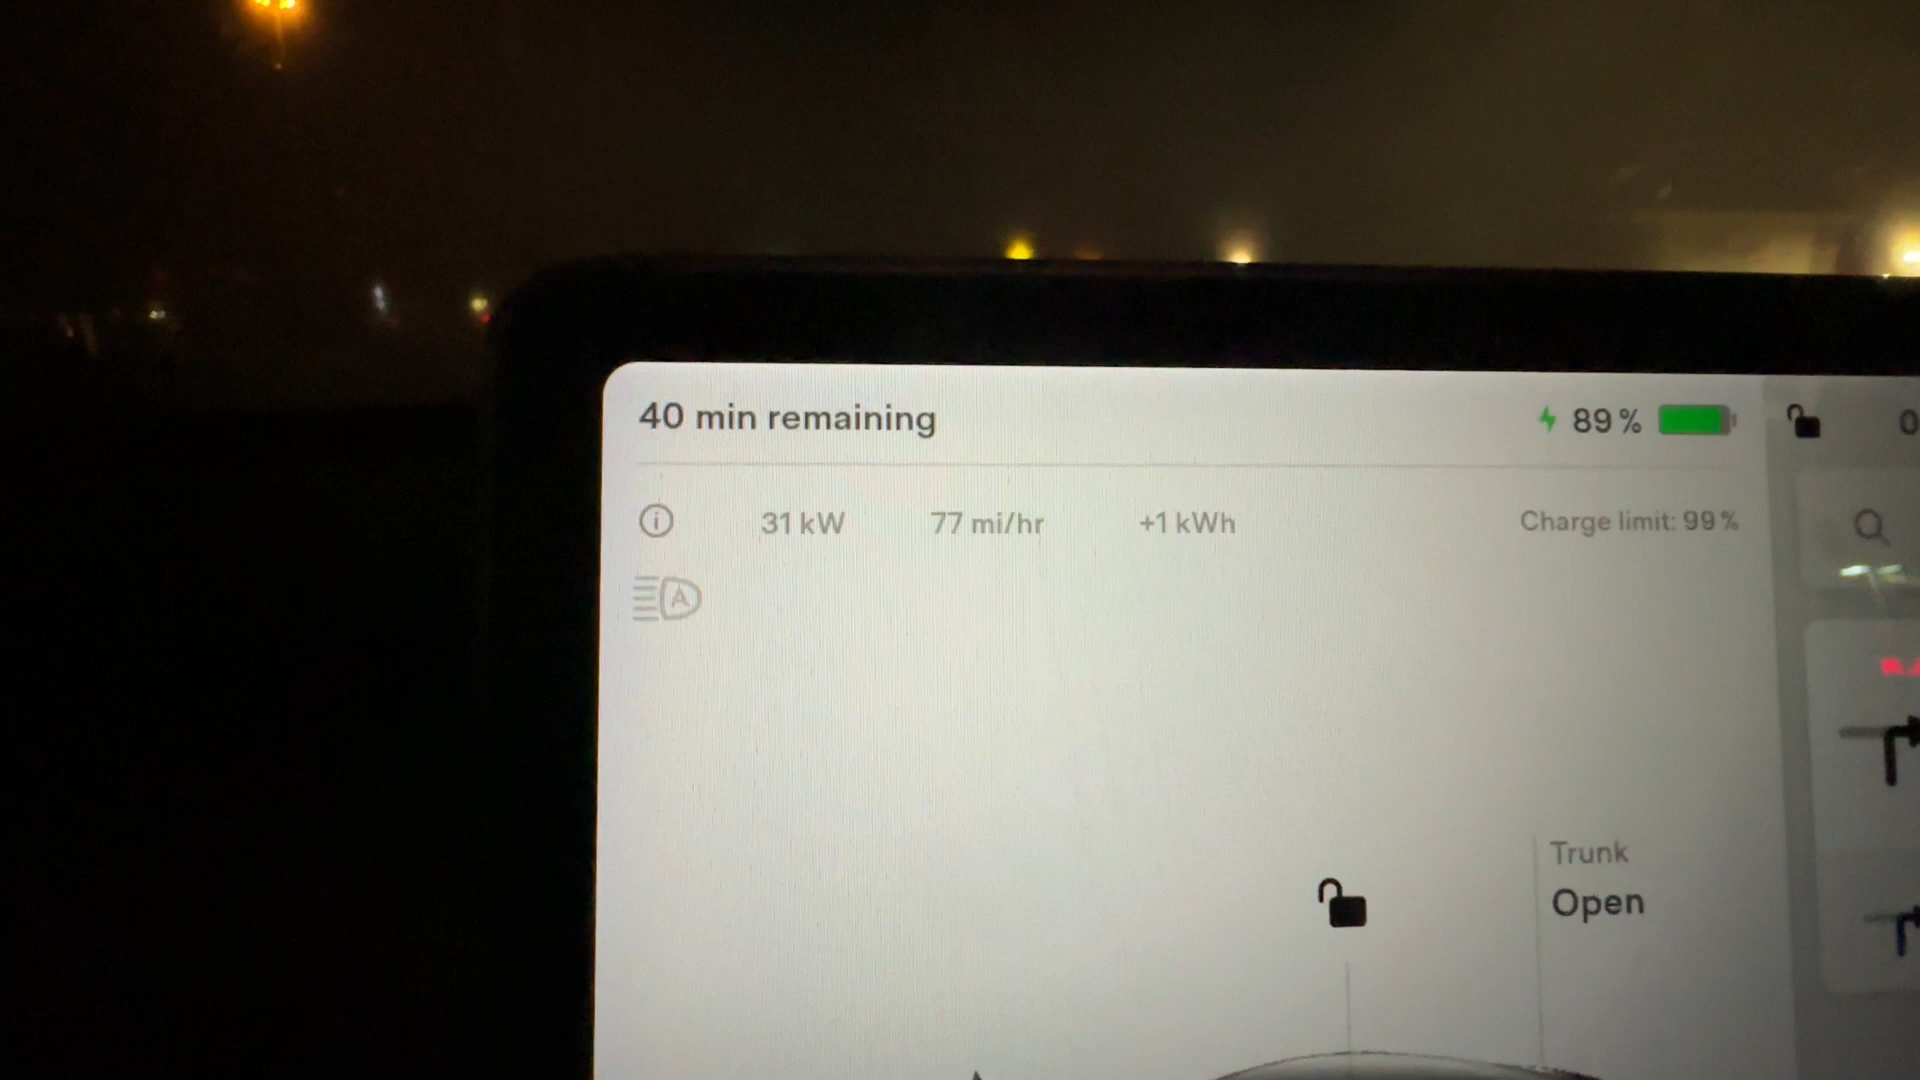 40 min remaining
89 %
31 kW
77 mi/hr
+1 kWh
Charge limit: 99 %
A
Trunk
Open